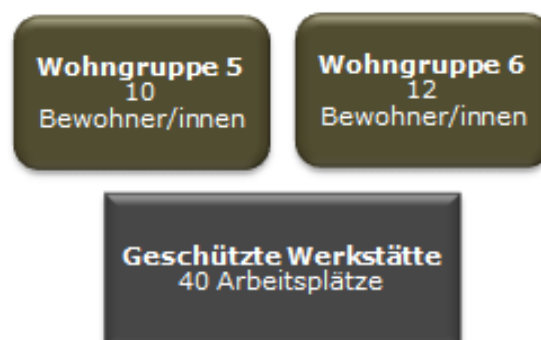 Wohngruppe 5
10
Bewohner/innen
Wohngruppe 6
12
Bewohner/innen
Geschützte Werkstätte
40 Arbeitsplätze